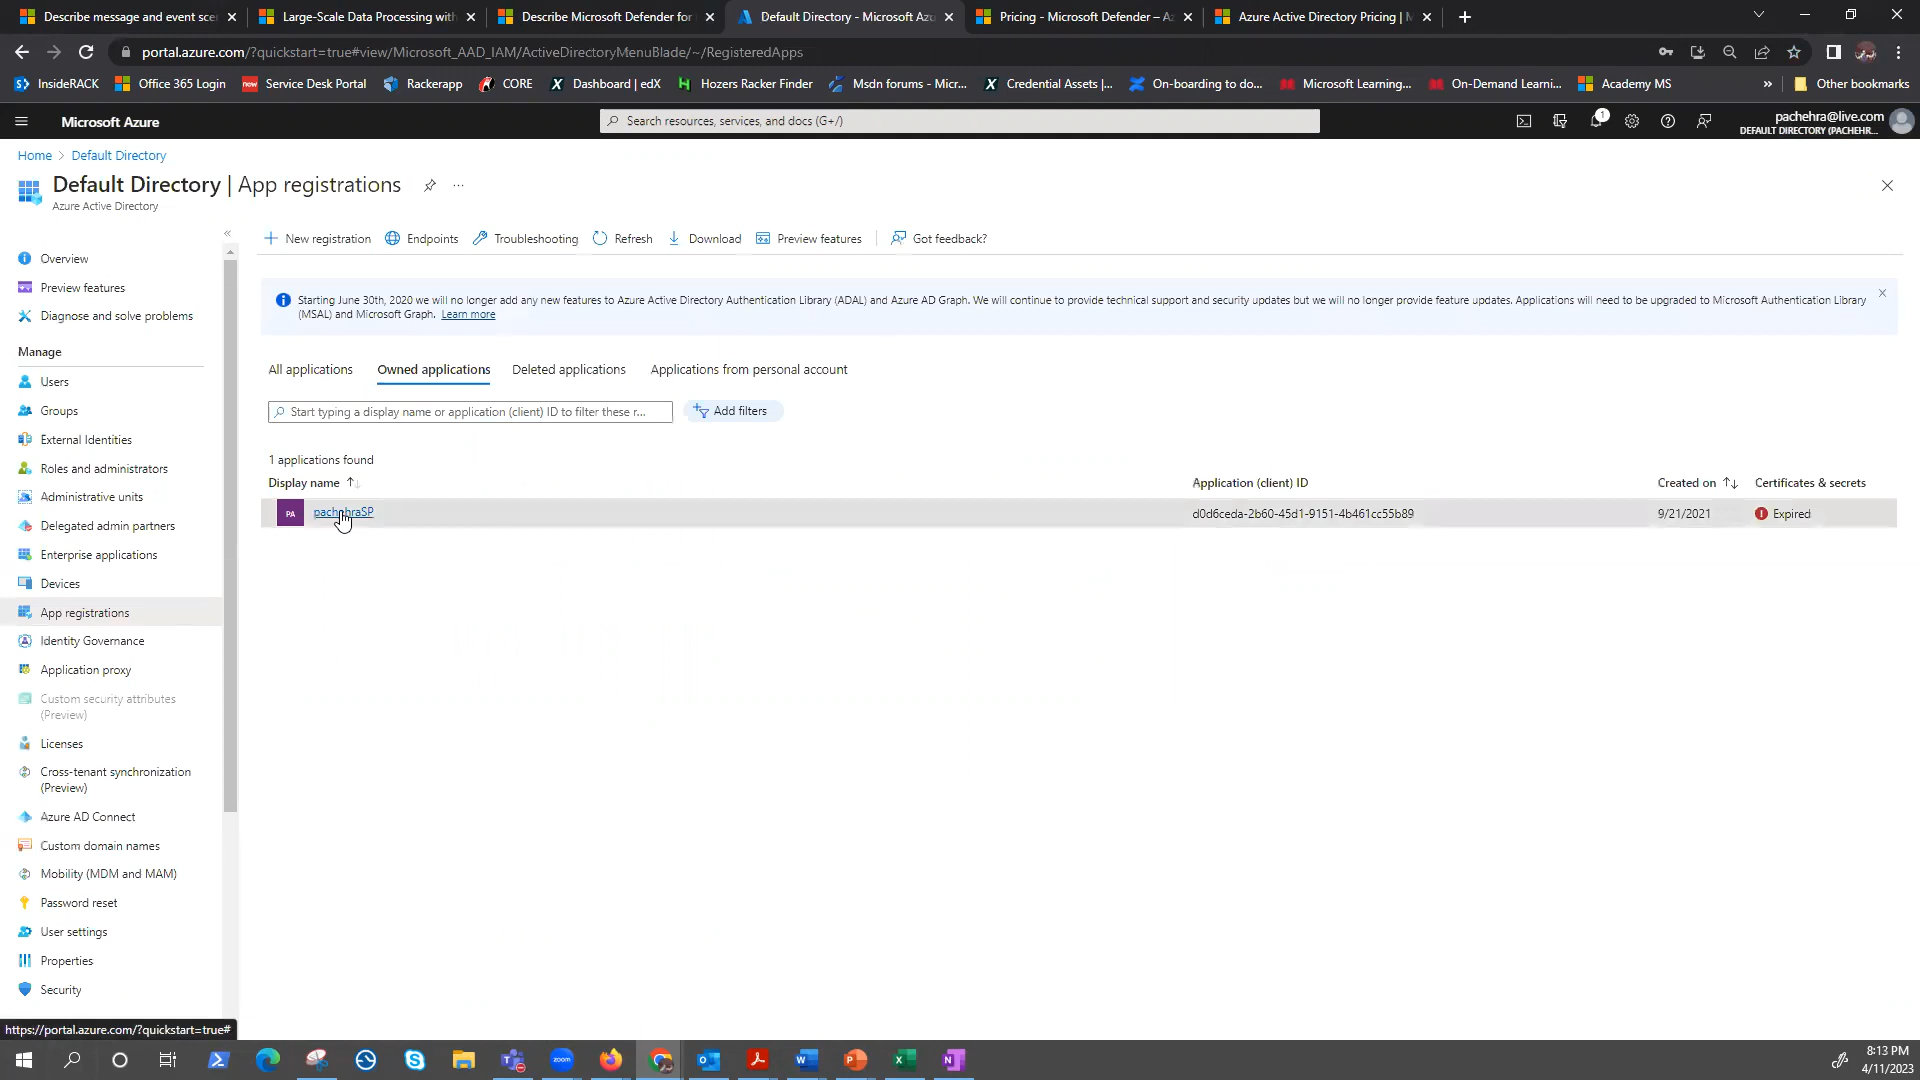 Describe message and event scer
Large-Scale Data Processing with
Describe Microsoft Defender for
Default Directory - Microsoft Azu
Pricing - Microsoft Defender – Az
Azure Active Directory Pricing | M
portal.azure.com/?quickstart=true#view/Microsoft_AAD_IAM/ActiveDirectoryMenuBlade/~/RegisteredApps
InsideRACK
Office 365 Login
Service Desk Portal
Rackerapp
CORE
Dashboard | edX
Hozers Racker Finder
Msdn forums - Micr...
Credential Assets |...
On-boarding to do...
Microsoft Learning...
On-Demand Learni...
Academy MS
»
Other bookmarks
Microsoft Azure
Search resources, services, and docs (G+/)
1
pachehra@live.com
DEFAULT DIRECTORY (PACHEHR...
Home > Default Directory
Default Directory | App registrations
Azure Active Directory
«
New registration
Endpoints
Troubleshooting
Refresh
Download
Preview features
Got feedback?
Overview
Preview features
Diagnose and solve problems
Manage
Users
Groups
External Identities
Roles and administrators
Administrative units
Delegated admin partners
Enterprise applications
Devices
App registrations
Identity Governance
Application proxy
Custom security attributes
(Preview)
Licenses
Cross-tenant synchronization
(Preview)
Azure AD Connect
Custom domain names
Mobility (MDM and MAM)
Password reset
User settings
Properties
Security
Starting June 30th, 2020 we will no longer add any new features to Azure Active Directory Authentication Library (ADAL) and Azure AD Graph. We will continue to provide technical support and security updates but we will no longer provide feature updates. Applications will need to be upgraded to Microsoft Authentication Library
(MSAL) and Microsoft Graph. Learn more
All applications
Owned applications
Deleted applications
Applications from personal account
Start typing a display name or application (client) ID to filter these r...
Add filters
1 applications found
Display name
Application (client) ID
Created on
Certificates & secrets
PA
pachehraSP
d0d6ceda-2b60-45d1-9151-4b461cc55b89
9/21/2021
Expired
https://portal.azure.com/?quickstart=true#
zoom
8:13 PM
4/11/2023